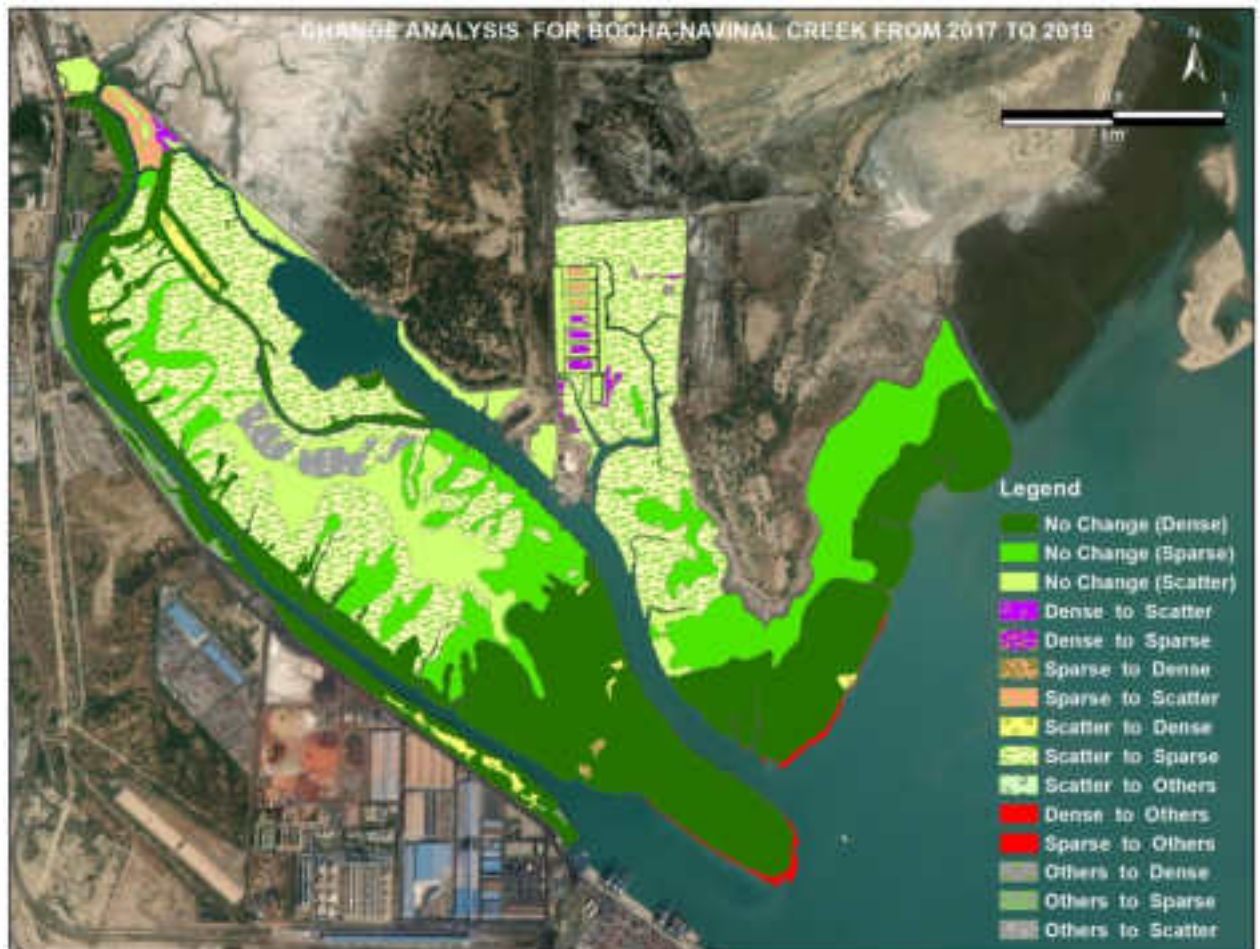 CHANGE ANALYSIS FOR BOCHA-NAVINAL CREEK FROM 2017 TO 2019
N
1
km
Legend
No Change (Dense)
No Change (Sparse)
No Change (Scatter)
Dense to Scatter
Dense to Sparse
Sparse to Dense
Sparse to Scatter
Scatter to Dense
Scatter to Sparse
Scatter to Others
Dense to Others
Sparse to Others
Others to Dense
Others to Sparse
Others to Scatter